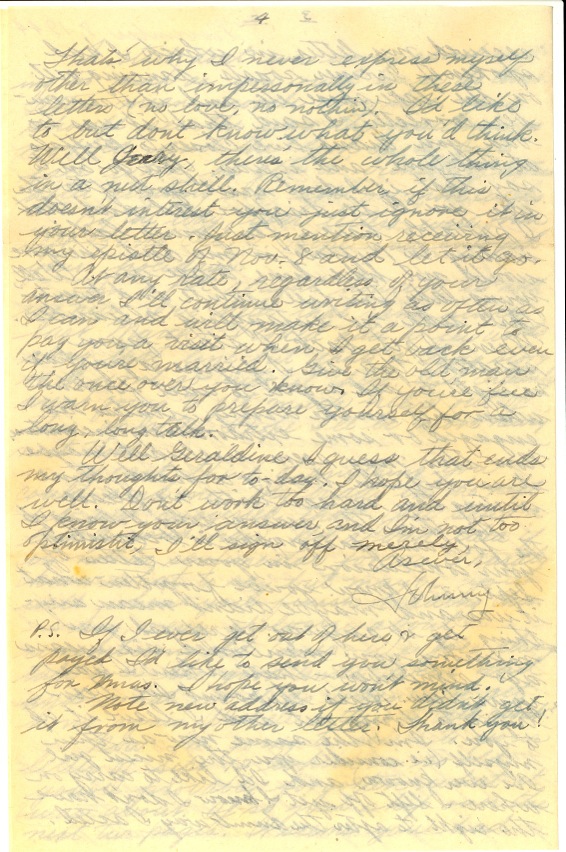 4
Thats why I never express myself
other than impersonally in these
letters (no love, no nothin). I'd like
to but dont know what you'd think.
Well Jerry, there's the whole thing
in a nut shell. Remember if this
doesn't interest you just ignore it in
your letter. Just mention receiving
my epistle of Nov. 8 and let it go.
At any rate, regardless of your
answer I'll continue writing as often as
I can and will make it a point to
pay you a visit when I get back even
if you're married. Give the old man
the once over you know. If you're free
I warn you to prepare yourself for a
long, long talk.
Well Geraldine I guess that ends
my thoughts for to-day. I hope you are
well. Dont work too hard and until
I know your answer and I'm not too
optimistic, I'll sign off merely,
As ever,
Johnny
P.S. If I ever get out of here & get
payed I'd like to send you something
for Xmas. I hope you won't mind.
Note new address if you didn't get
it from my other letter. Thank you!